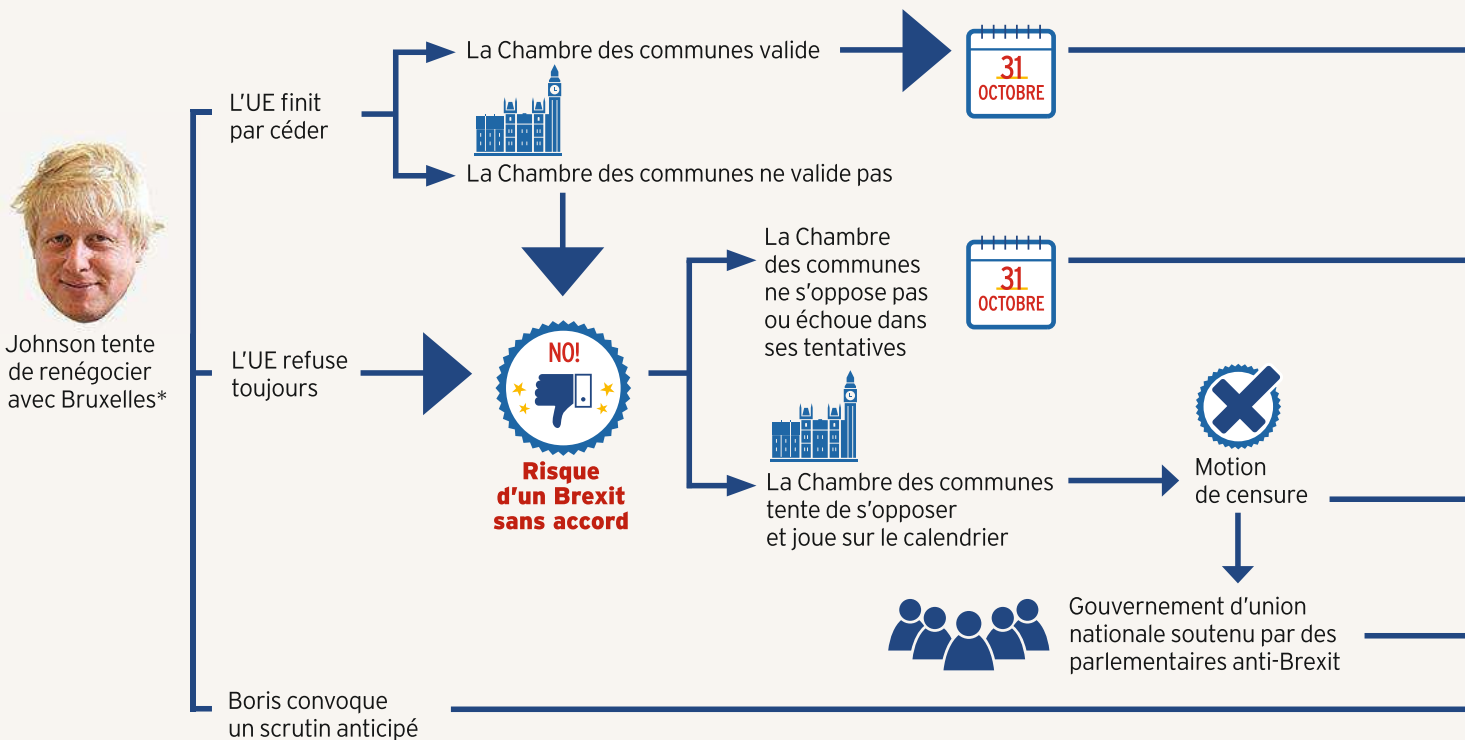 Johnson tente
de renégocier
avec Bruxelles*
L'UE finit
par céder
La Chambre des communes valide
31
OCTOBRE
La Chambre des communes ne valide pas
L'UE refuse
toujours
NO!
Risque
d'un Brexit
sans accord
La Chambre
des communes
ne s'oppose pas
ou échoue dans
ses tentatives
31
OCTOBRE
La Chambre des communes
tente de s'opposer
et joue sur le calendrier
Motion
de censure
Gouvernement d'union
nationale soutenu par des
parlementaires anti-Brexit
Boris convoque
un scrutin anticipé